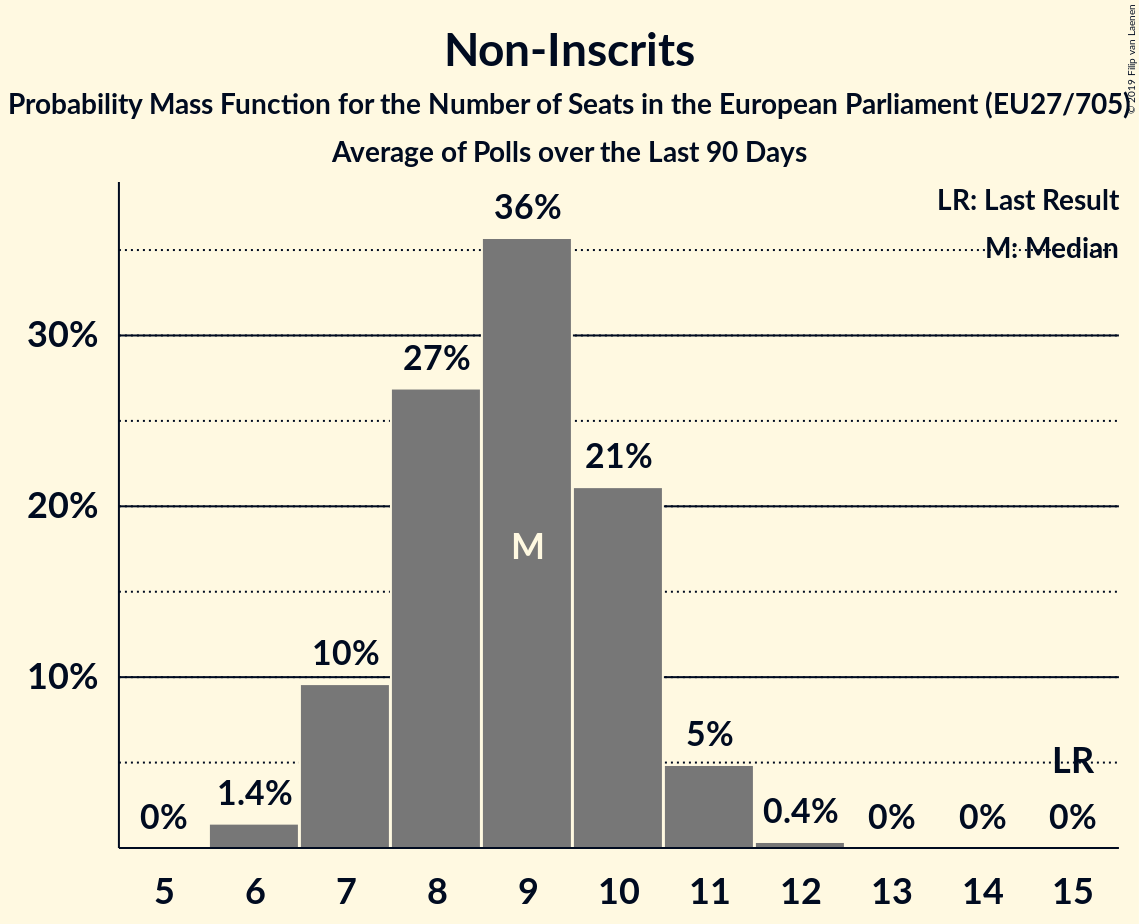 Non-Inscrits
Probability Mass Function for the Number of Seats in the European Parliament (EU27/705)
Average of Polls over the Last 90 Days
© 2019 Filip van Laenen
LR: Last Result
M: Median
36%
30%
27%
21%
20%
M
10%
10%
5%
LR
1.4%
0%
0.4%
0%
0%
0%
5 6 7 8 9 10 11 12 13 14 15